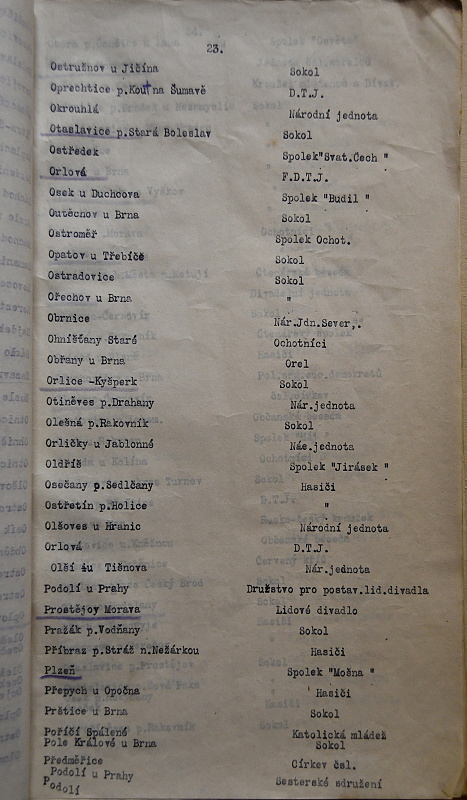 23.
Ostružnov u Jičína Sokol
Oprechtice p.Kout na Šumavě D.T.J.
Okrouhlá Národní jednota
Otaslavice p.Stará Boleslav Sokol
Ostředek Spolek"Svat.Čech "
Orlová F.D.T.J.
Osek u Duchcova Spolek "Budil "
Outěchov u Brna Sokol
Ostroměř Spolek Ochot.
Opatov u Třebíčě Sokol
Ostradovice Sokol
Ořechov u Brna "
Obrnice Nár.Jdn.Sever,.
Ohníšťany Staré Ochotníci
Obřany u Brna Orel
Orlice -Kyšperk Sokol
Otiněves p.Drahany Nár.jednota
Olešná p.Rakovník Sokol
Orličky u Jablonné Náe.jednota
Oldříš Spolek "Jirásek "
Osečany p.Sedlčany Hasiči
Ostřetín p.Holice "
Olšoves u Hranic Národní jednota
Orlová D.T.J.
Olší u Tišnova Nár.jednota
Podolí u Prahy Družstvo pro postav.lid.divadla
Prostějov Morava Lidové divadlo
Pražák p.Vodňany Sokol
Příbraz p.Stráž n.Nežárkou Hasiči
Plzeň Spolek "Mošna "
Přepych u Opočna Hasiči
Prštice u Brna Sokol
Poříčí Spálené Katolická mládež
Pole Králové u Brna Sokol
Předměřice Církev čsl.
Podolí u Prahy Sesterské sdružení
Podolí